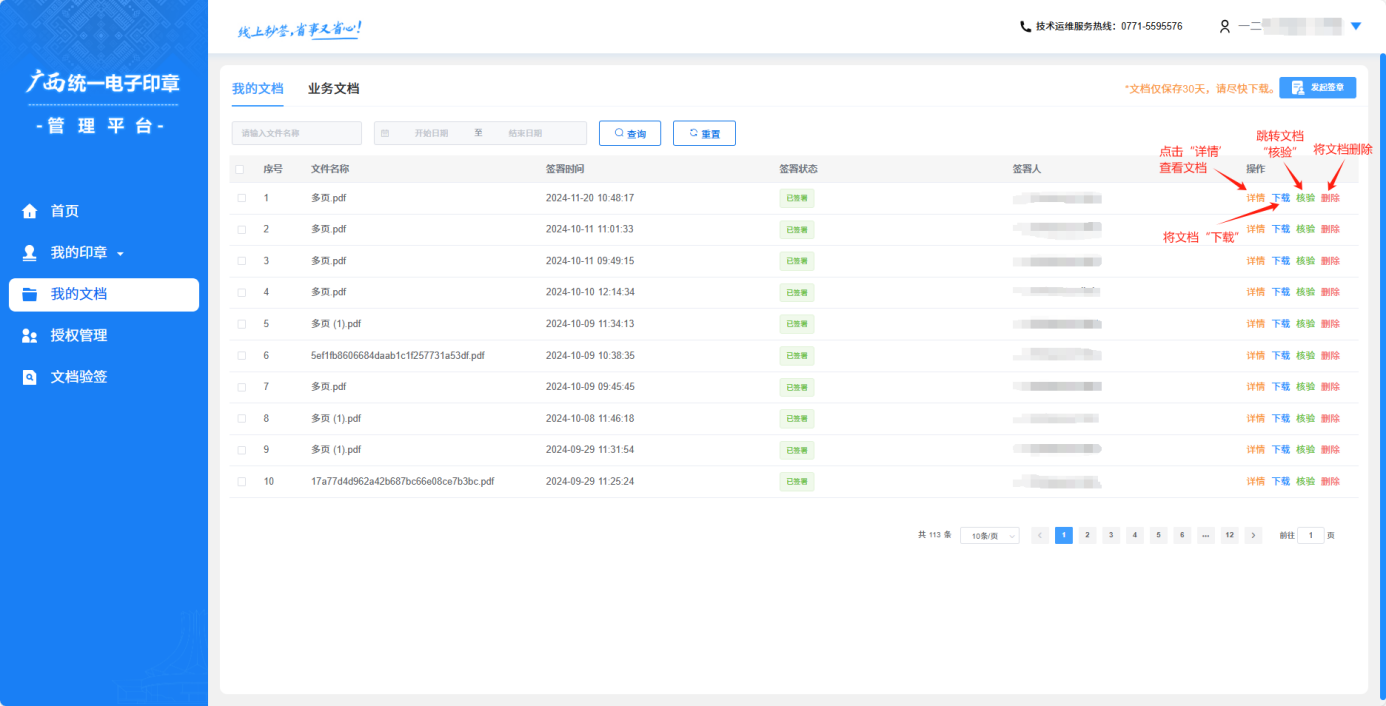 线上秒签,省事又省心!
技术运维服务热线：0771-5595576
一二
广西统一电子印章
-管理平台-
首页
我的印章
我的文档
授权管理
文档验签
我的文档 业务文档
*文档仅保存30天，请尽快下载。 发起签章
请输入文件名称 开始日期 至 结束日期 查询 重置
点击“详情”
查看文档
跳转文档
“核验”
将文档删除
将文档“下载”
序号 文件名称 签署时间 签署状态 签署人 操作
1 多页.pdf 2024-11-20 10:48:17 已签署 详情 下载 核验 删除
2 多页.pdf 2024-10-11 11:01:33 已签署 详情 下载 核验 删除
3 多页.pdf 2024-10-11 09:49:15 已签署 详情 下载 核验 删除
4 多页.pdf 2024-10-10 12:14:34 已签署 详情 下载 核验 删除
5 多页 (1).pdf 2024-10-09 11:34:13 已签署 详情 下载 核验 删除
6 5ef1fb8606684daab1c1f257731a53df.pdf 2024-10-09 10:38:35 已签署 详情 下载 核验 删除
7 多页.pdf 2024-10-09 09:45:45 已签署 详情 下载 核验 删除
8 多页 (1).pdf 2024-10-08 11:46:18 已签署 详情 下载 核验 删除
9 多页 (1).pdf 2024-09-29 11:31:54 已签署 详情 下载 核验 删除
10 17a77d4d962a42b687bc66e08ce7b3bc.pdf 2024-09-29 11:25:24 已签署 详情 下载 核验 删除
共 113 条 10条/页 < 1 2 3 4 5 6 ... 12 > 前往 1 页